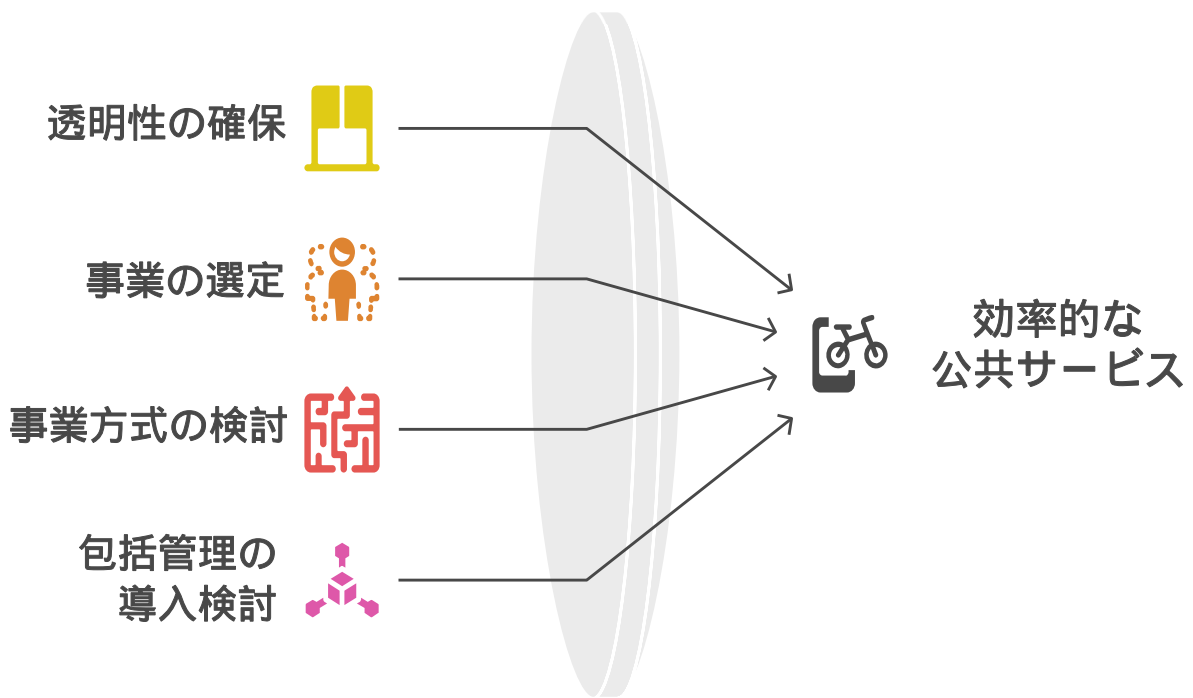 透明性の確保
事業の選定
事業方式の検討
包括管理の
導入検討
効率的な
公共サービス